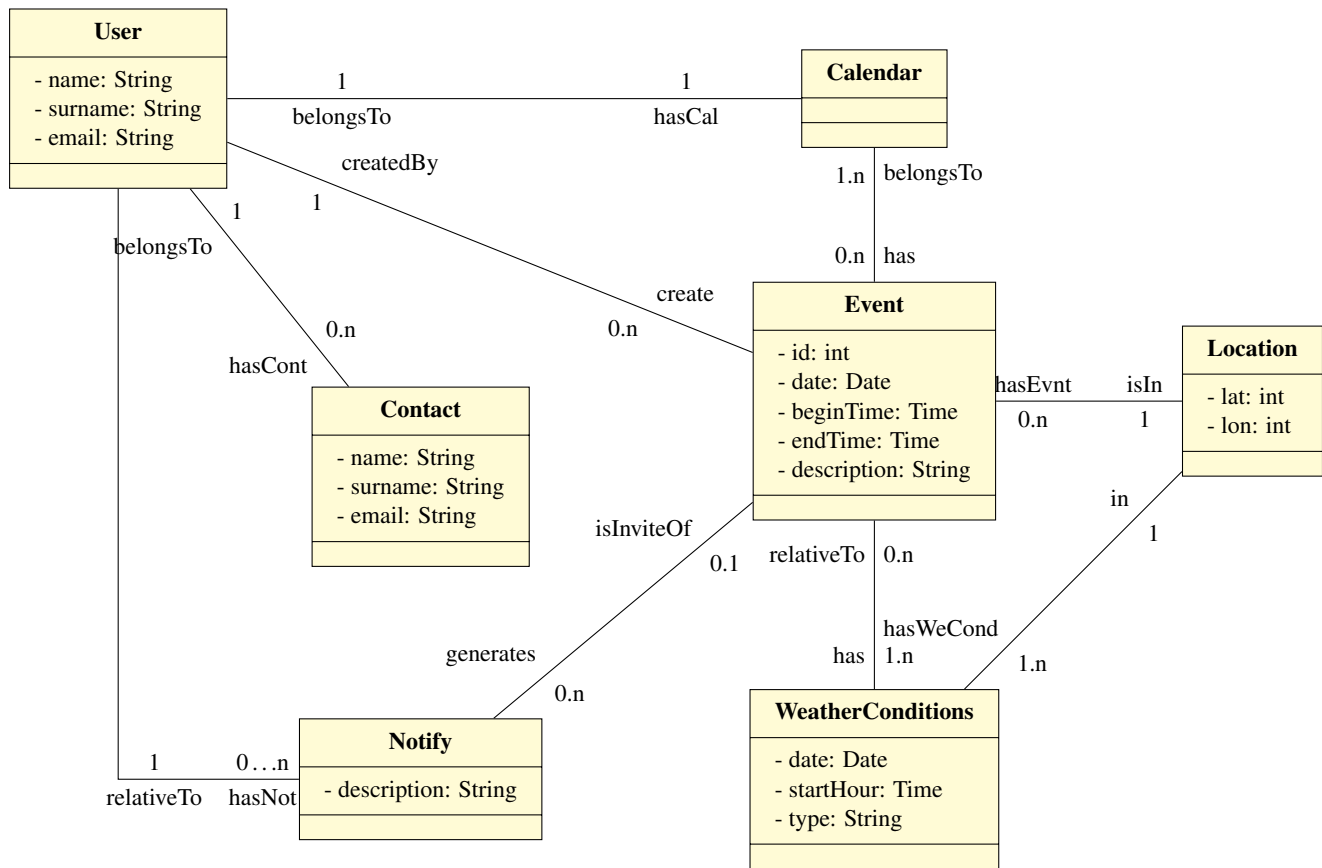 User
- name: String
- surname: String
- email: String
1
belongsTo
1
hasCal
Calendar
createdBy
1
create
0.n
1.n
belongsTo
0.n
has
1
belongsTo
0.n
hasCont
Contact
- name: String
- surname: String
- email: String
Event
- id: int
- date: Date
- beginTime: Time
- endTime: Time
- description: String
hasEvnt
0.n
isIn
1
Location
- lat: int
- lon: int
in
1
isInviteOf
0.1
relativeTo
0.n
generates
0.n
hasWeCond
has
1.n
1.n
1
relativeTo
0...n
hasNot
Notify
- description: String
WeatherConditions
- date: Date
- startHour: Time
- type: String